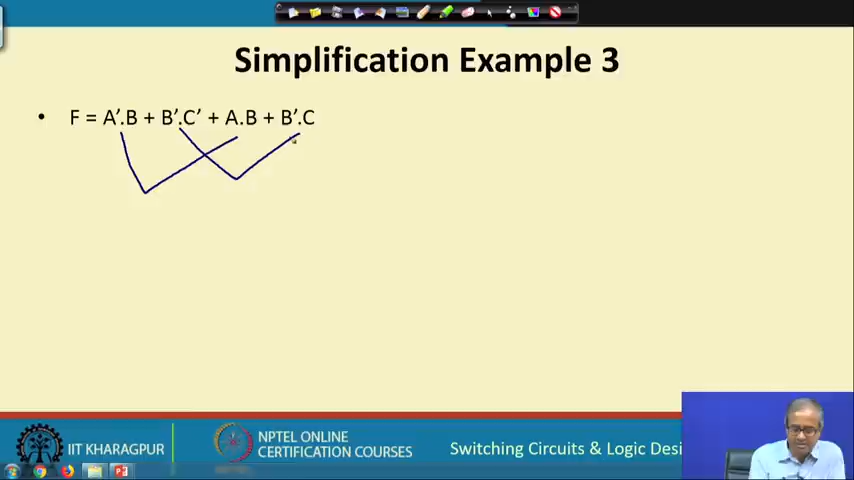 Simplification Example 3
• F = A'.B + B'.C' + A.B + B'.C
IIT KHARAGPUR
NPTEL ONLINE
CERTIFICATION COURSES
Switching Circuits & Logic Desi